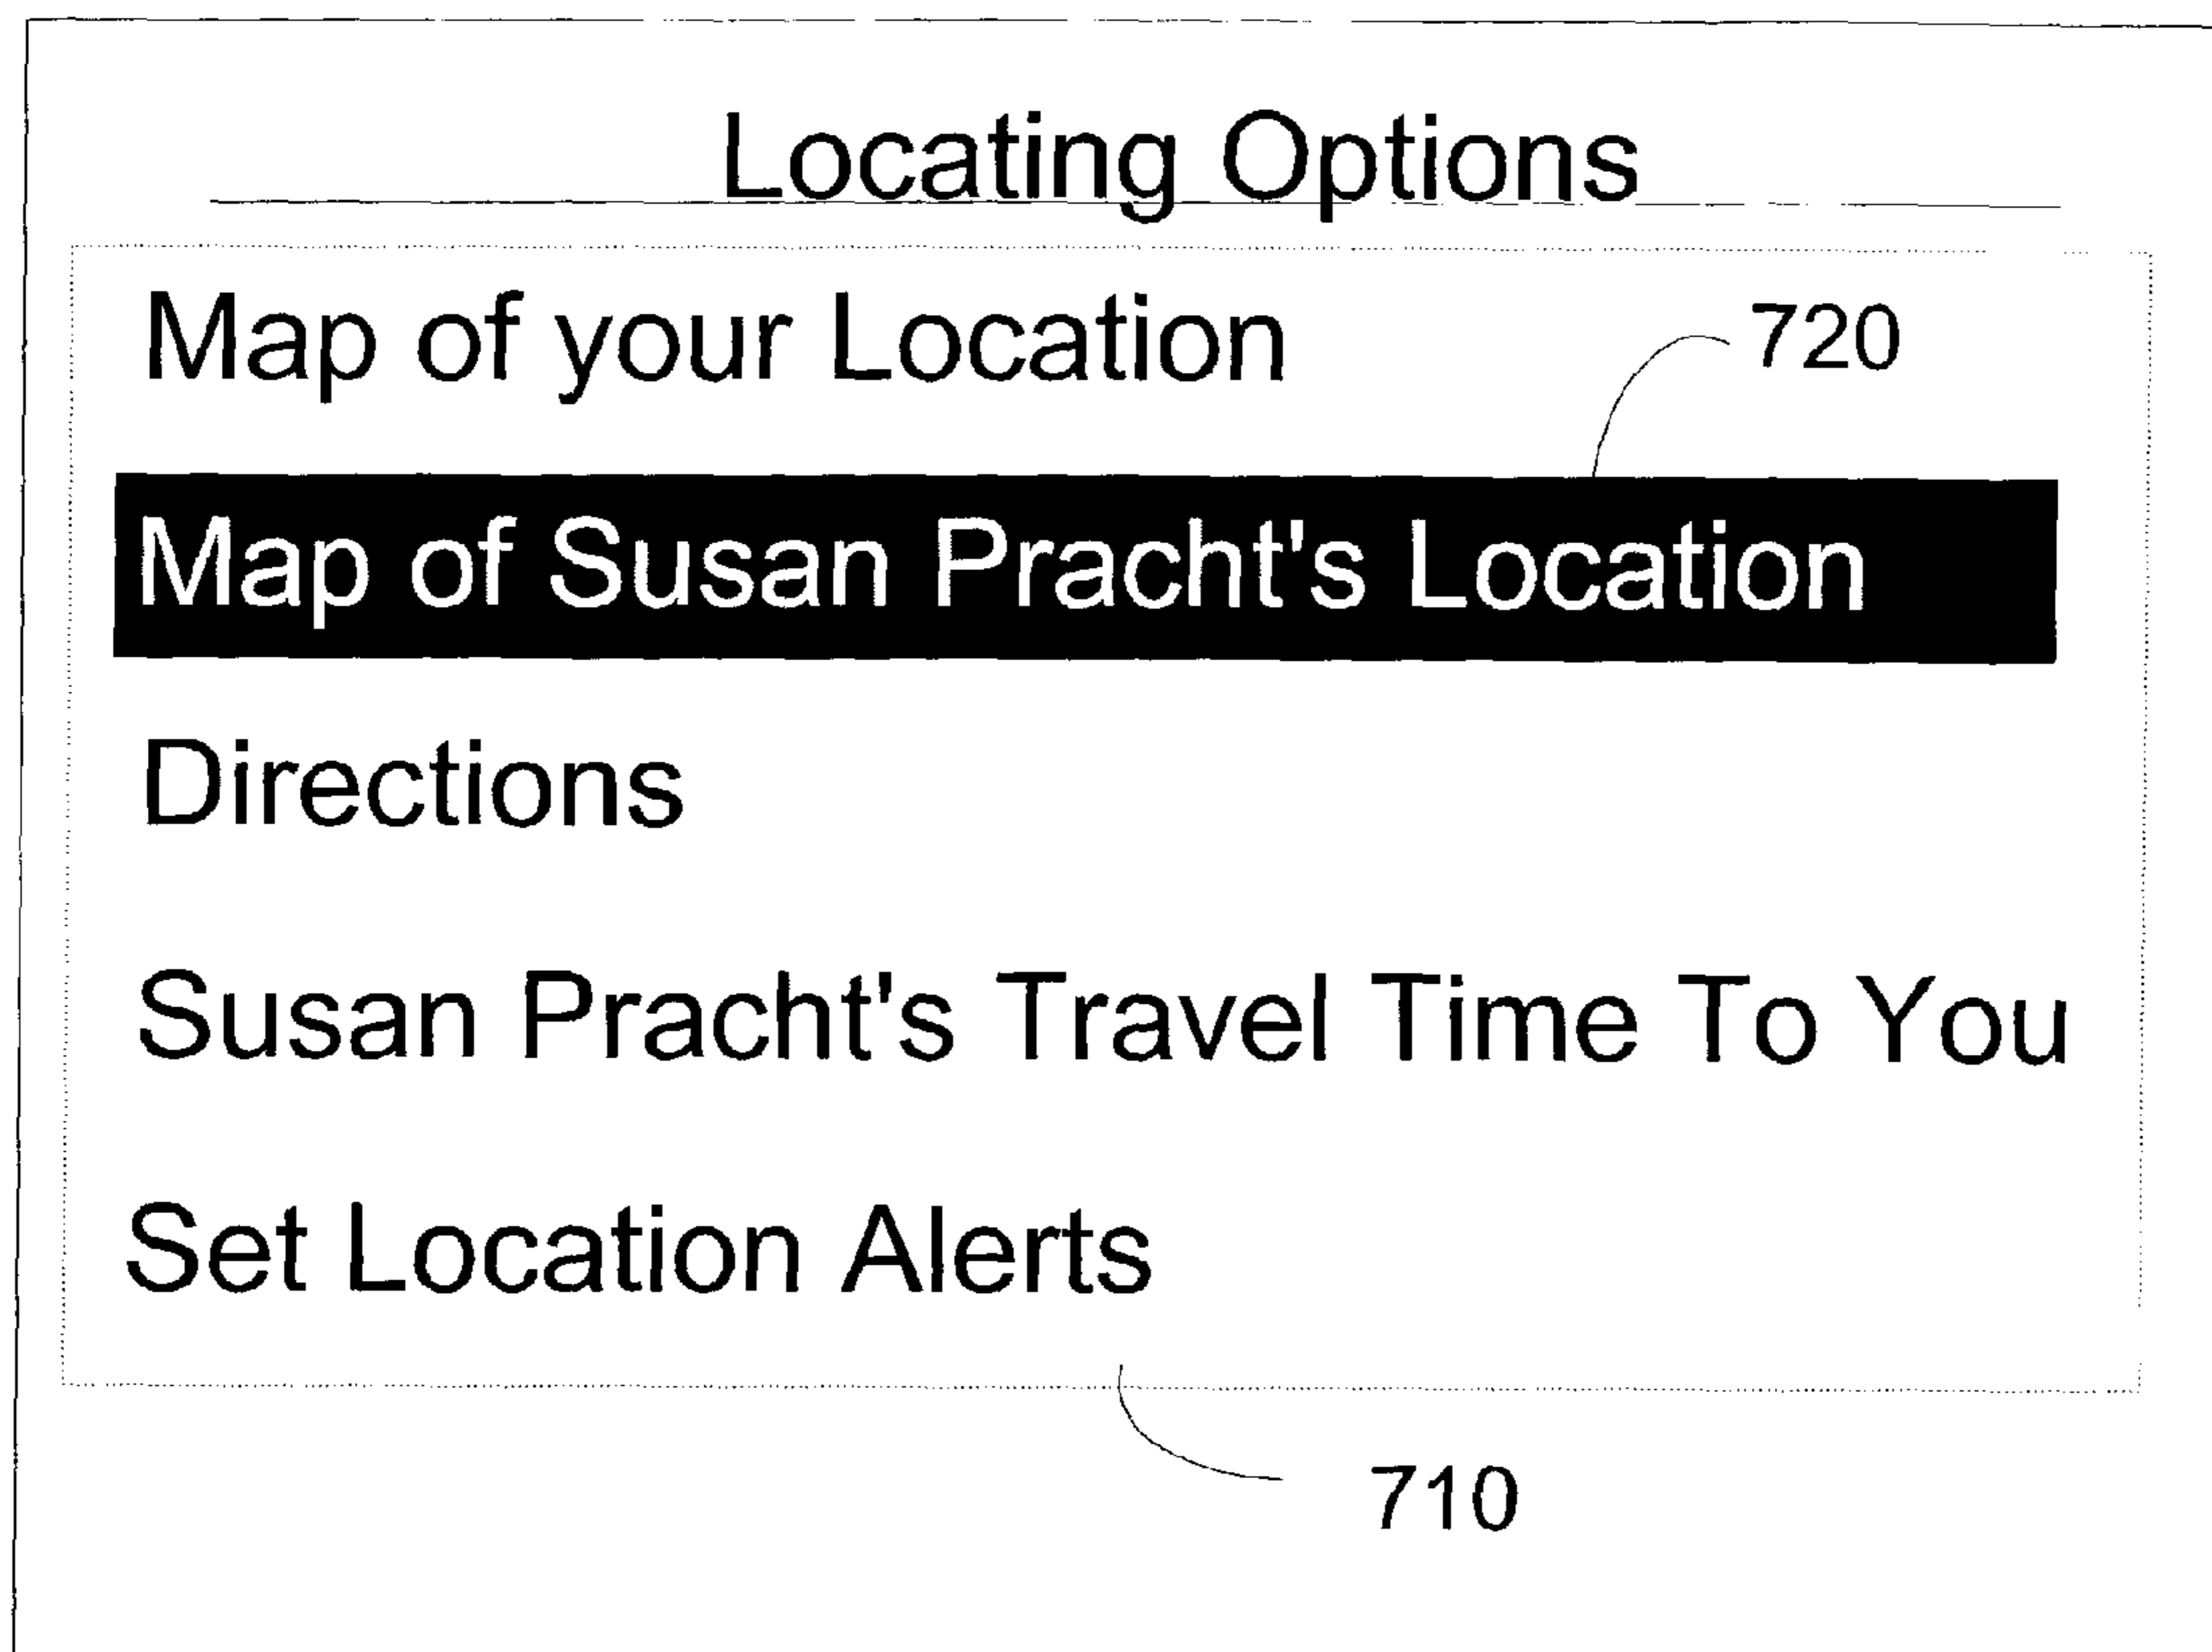 Locating Options
Map of your Location
720
Map of Susan Pracht's Location
Directions
Susan Pracht's Travel Time To You
Set Location Alerts
710